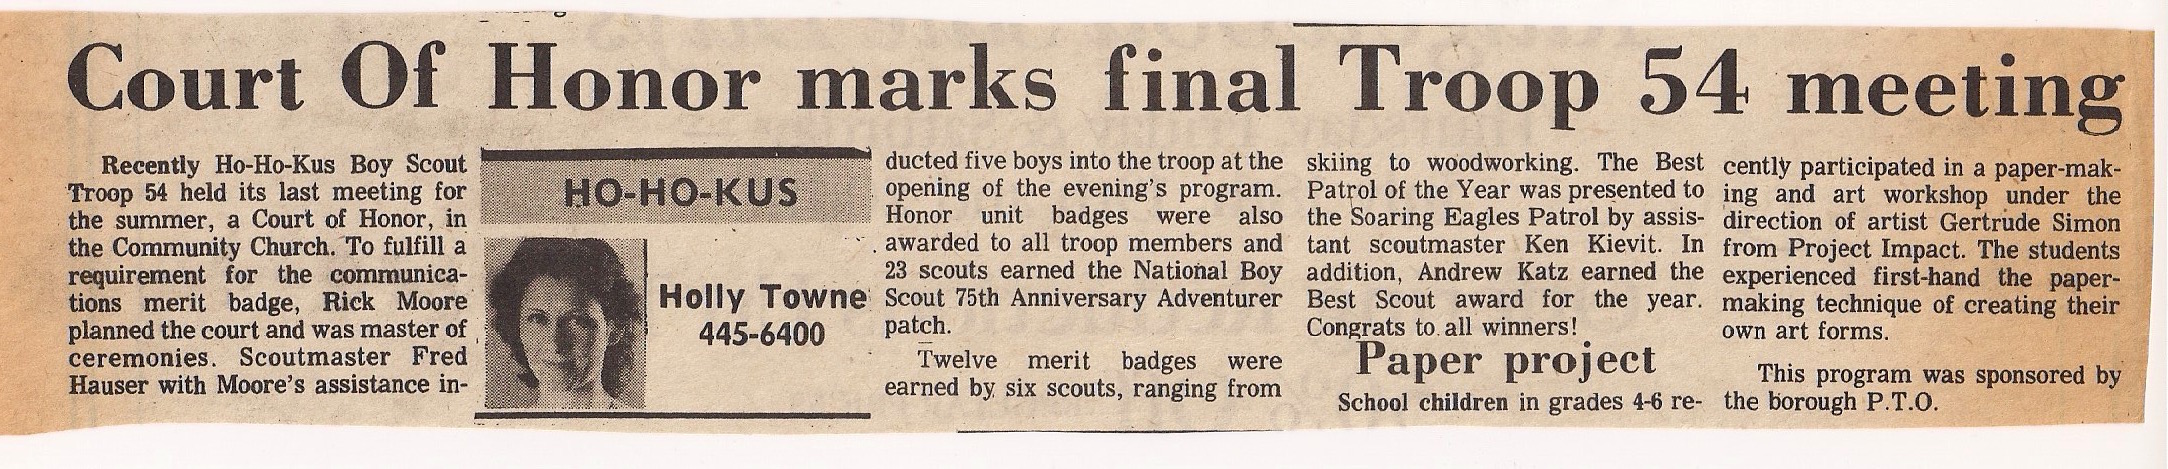 Court Of Honor marks final Troop 54 meeting
Recently Ho-Ho-Kus Boy Scout
Troop 54 held its last meeting for
the summer, a Court of Honor, in
the Community Church. To fulfill a
requirement for the communica-
tions merit badge, Rick Moore
planned the court and was master of
ceremonies. Scoutmaster Fred
Hauser with Moore's assistance in-
HO-HO-KUS
Holly Towne
445-6400
ducted five boys into the troop at the
opening of the evening's program.
Honor unit badges were also
awarded to all troop members and
23 scouts earned the National Boy
Scout 75th Anniversary Adventurer
patch.
Twelve merit badges were
earned by six scouts, ranging from
skiing to woodworking. The Best
Patrol of the Year was presented to
the Soaring Eagles Patrol by assis-
tant scoutmaster Ken Kievit. In
addition, Andrew Katz earned the
Best Scout award for the year.
Congrats to all winners!
Paper project
School children in grades 4-6 re-
cently participated in a paper-mak-
ing and art workshop under the
direction of artist Gertrude Simon
from Project Impact. The students
experienced first-hand the paper-
making technique of creating their
own art forms.
This program was sponsored by
the borough P.T.O.